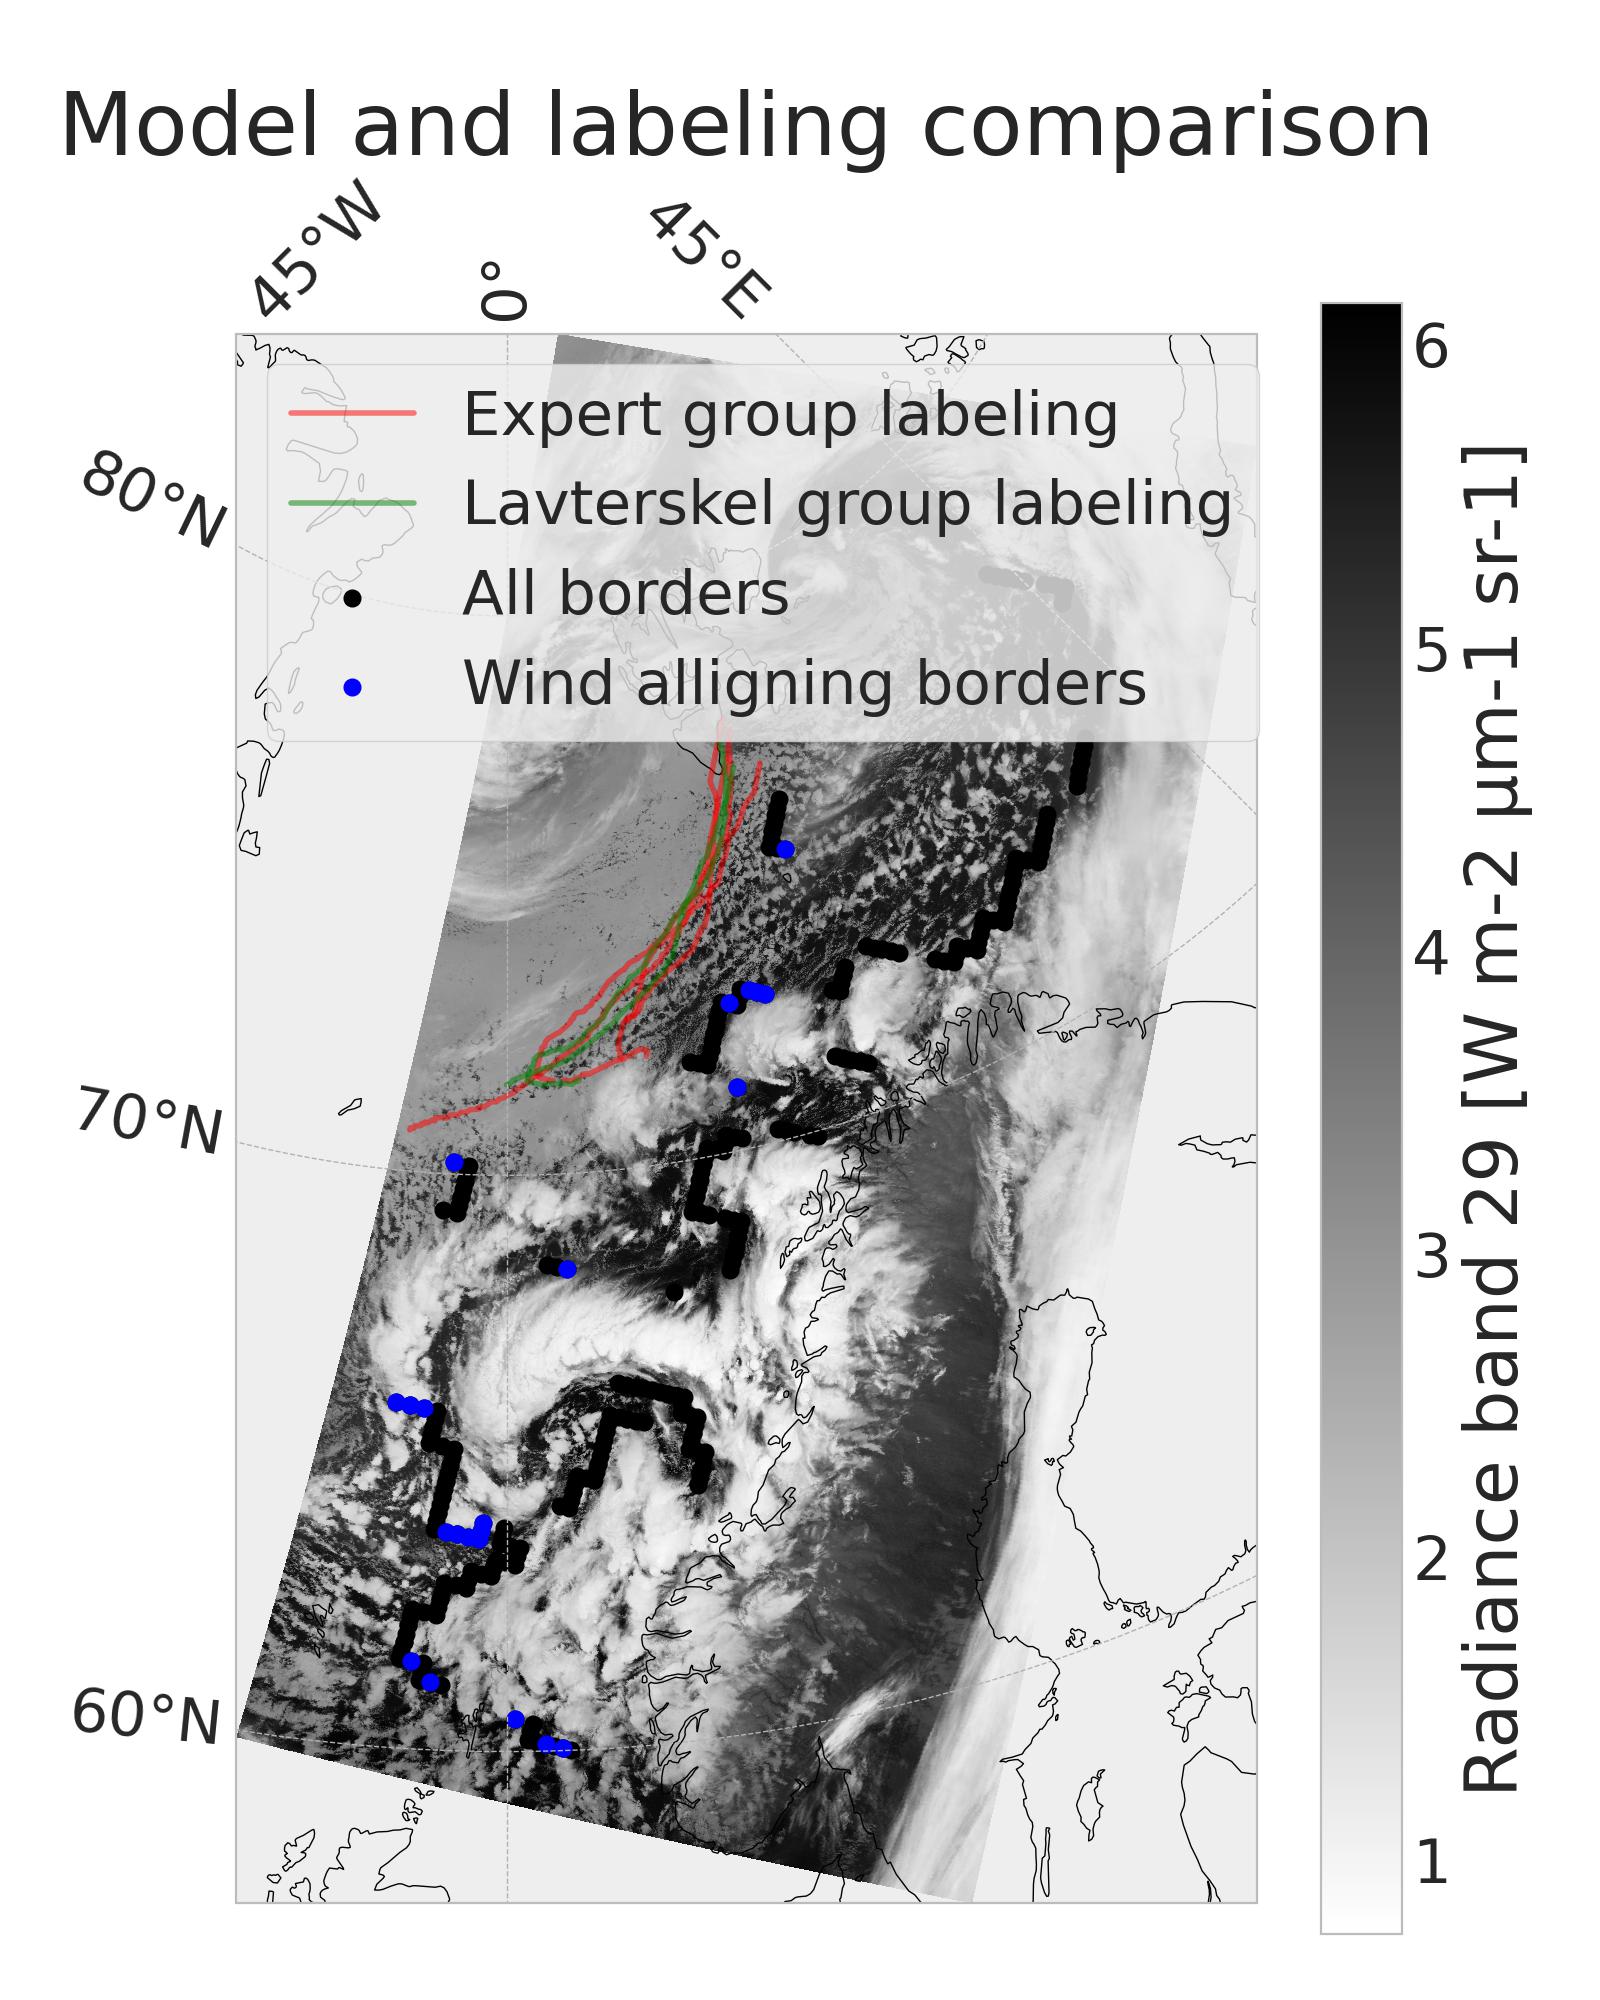 Model and labeling comparison
45°W
0°
45°E
80°N
70°N
60°N
Expert group labeling
Lavterskel group labeling
All borders
Wind alligning borders
6
5
4
3
2
1
Radiance band 29 [W m-2 µm-1 sr-1]